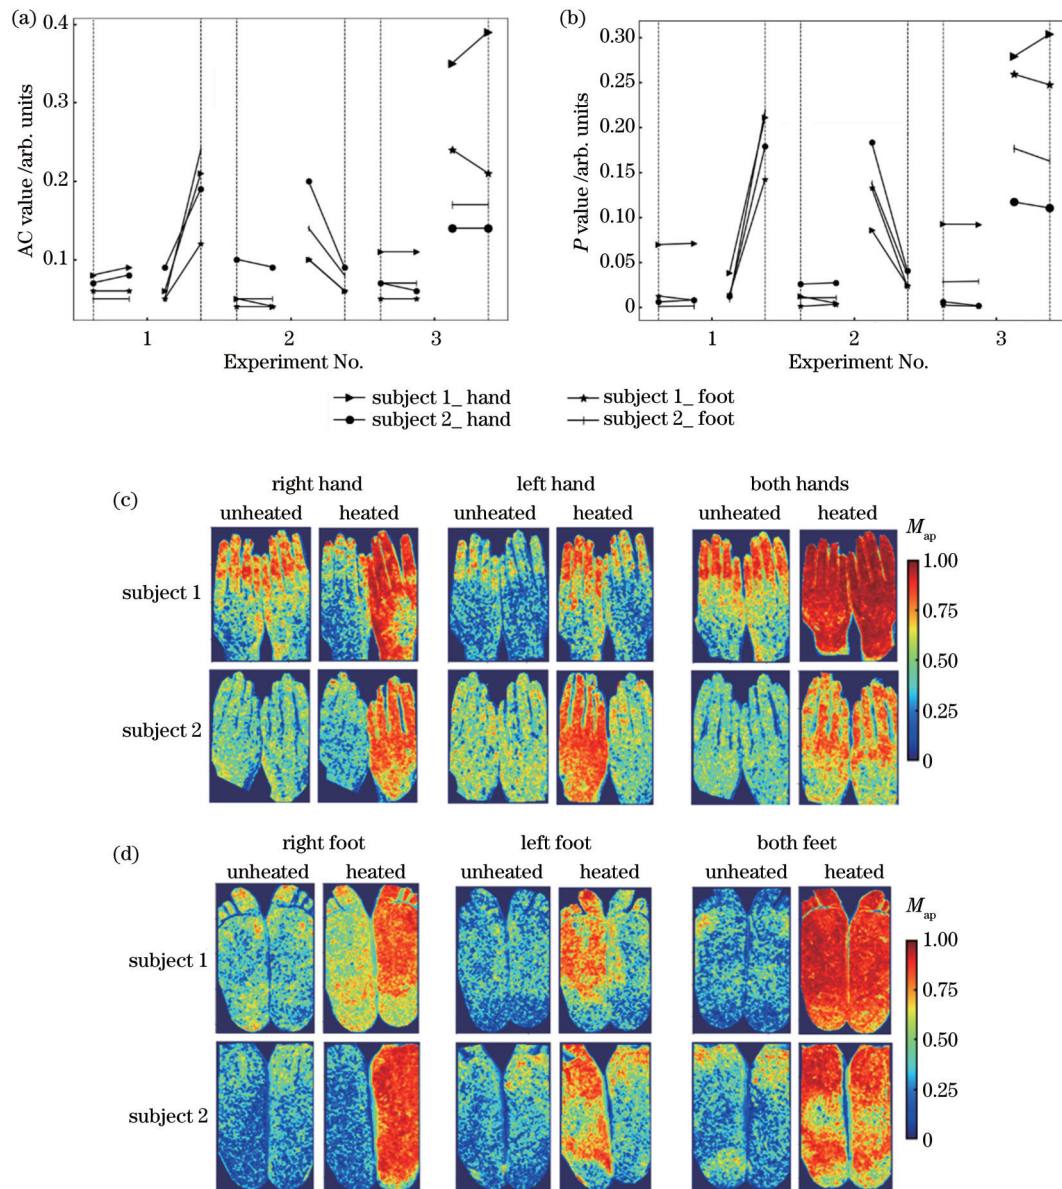 (a)
0.4
0.3
0.2
0.1
AC value /arb. units
1 2 3
Experiment No.
(b)
0.30
0.25
0.20
0.15
0.10
0.05
0
P value /arb. units
1 2 3
Experiment No.
subject 1_ hand
subject 1_ foot
subject 2_ hand
subject 2_ foot
(c)
right hand left hand both hands
unheated heated unheated heated unheated heated
subject 1
subject 2
Map
1.00
0.75
0.50
0.25
0
(d)
right foot left foot both feet
unheated heated unheated heated unheated heated
subject 1
subject 2
Map
1.00
0.75
0.50
0.25
0